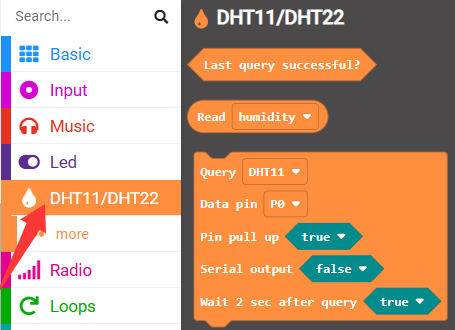 Search...
Basic
Input
Music
Led
DHT11/DHT22
more
Radio
Loops
DHT11/DHT22
Last query successful?
Read humidity
Query DHT11
Data pin P0
Pin pull up true
Serial output false
Wait 2 sec after query true